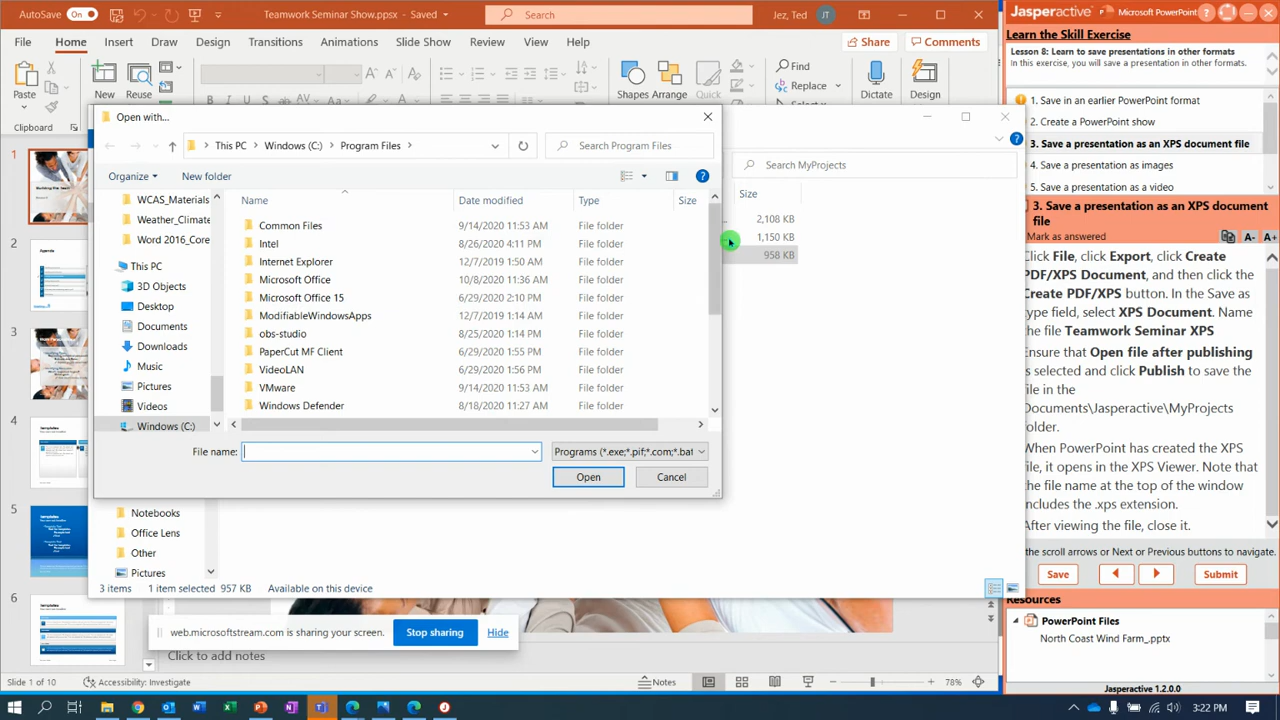 AutoSave On Teamwork Seminar Show.ppsx - Saved Search Jez, Ted JT
File Home Insert Draw Design Transitions Animations Slide Show Review View Help Share Comments
Paste New Reuse Shapes Arrange Quick Find Replace Dictate Design
Clipboard
Open with...
This PC Windows (C:) Program Files Search Program Files
Organize New folder
Search MyProjects
Name Date modified Type Size
Size
WCAS_Materials
Weather_Climate
Word 2016_Core
This PC
3D Objects
Desktop
Documents
Downloads
Music
Pictures
Videos
Windows (C:)
Common Files 9/14/2020 11:53 AM File folder
Intel 8/26/2020 4:11 PM File folder
Internet Explorer 12/7/2019 1:50 AM File folder
Microsoft Office 10/8/2020 11:36 AM File folder
Microsoft Office 15 6/29/2020 2:10 PM File folder
ModifiableWindowsApps 12/7/2019 1:14 AM File folder
obs-studio 8/25/2020 1:14 PM File folder
PaperCut MF Client 6/29/2020 1:55 PM File folder
VideoLAN 6/29/2020 1:56 PM File folder
VMware 9/14/2020 11:53 AM File folder
Windows Defender 8/18/2020 11:27 AM File folder
2,108 KB
1,150 KB
958 KB
File name: Programs (*.exe;*.pif;*.com;*.bat
Open Cancel
Notebooks
Office Lens
Other
Pictures
3 items 1 item selected 957 KB Available on this device
web.microsoftstream.com is sharing your screen. Stop sharing Hide
Click to add notes
1
2
3
4
5
6
Slide 1 of 10 Accessibility: Investigate Notes 78%
3:22 PM
Jasperactive Microsoft PowerPoint
Learn the Skill Exercise
Lesson 8: Learn to save presentations in other formats
In this exercise, you will save a presentation in other formats.
1. Save in an earlier PowerPoint format
2. Create a PowerPoint show
3. Save a presentation as an XPS document file
4. Save a presentation as images
5. Save a presentation as a video
3. Save a presentation as an XPS document
file
Mark as answered A- A+
Click File, Export, click Create
PDF/XPS Document, and then click the
Create PDF/XPS button. In the Save as
type field, select XPS Document. Name
the file Teamwork Seminar XPS
Ensure that Open file after publishing
is selected and click Publish to save the
file in the
Documents\Jasperactive\MyProjects
folder.
When PowerPoint has created the XPS
file, it opens in the XPS Viewer. Note that
the file name at the top of the window
includes the .xps extension.
After viewing the file, close it.
the scroll arrows or Next or Previous buttons to navigate.
Save Submit
Resources
PowerPoint Files
North Coast Wind Farm_.pptx
Jasperactive 1.2.0.0